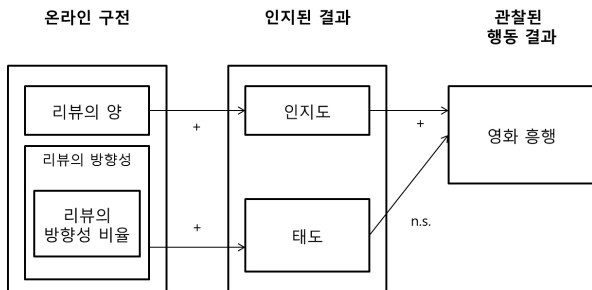 온라인 구전
인지된 결과
관찰된
행동 결과
리뷰의 양
+
인지도
+
영화 흥행
리뷰의 방향성
리뷰의
방향성 비율
+
태도
n.s.